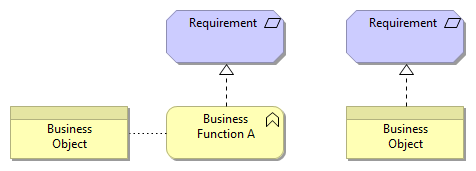 Requirement
Requirement
Business
Object
Business
Function A
Business
Object